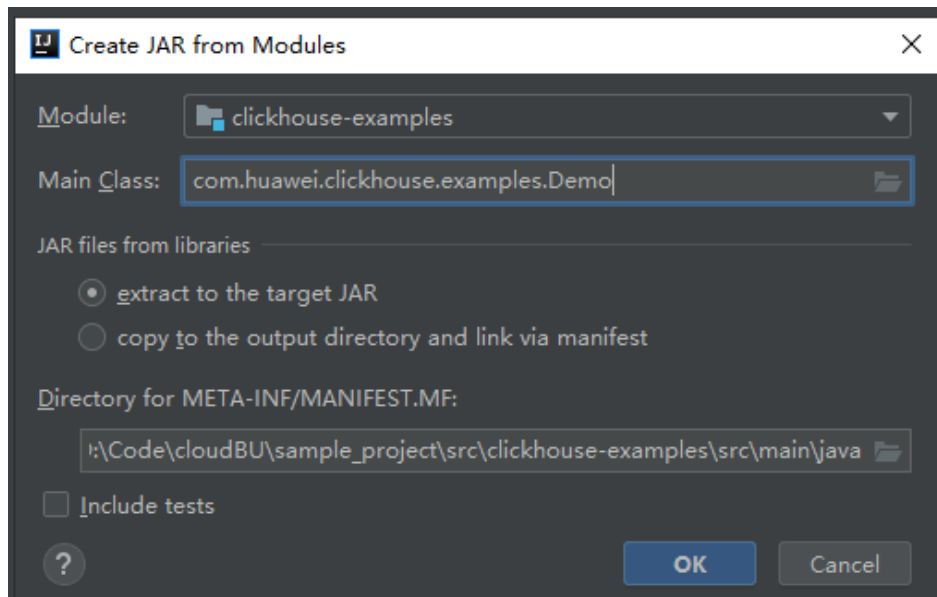 IJ Create JAR from Modules
Module: clickhouse-examples
Main Class: com.huawei.clickhouse.examples.Demo
JAR files from libraries
extract to the target JAR
copy to the output directory and link via manifest
Directory for META-INF/MANIFEST.MF:
:\Code\cloudBU\sample_project\src\clickhouse-examples\src\main\java
Include tests
? OK Cancel